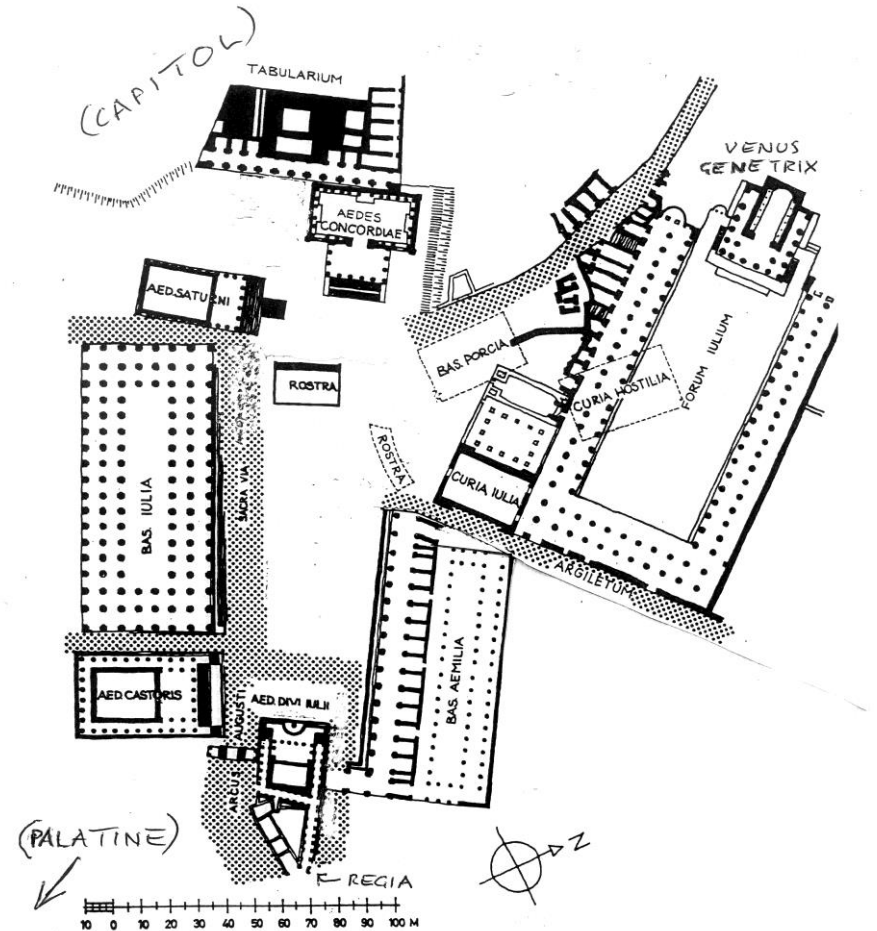 (CAPITOL)
TABULARIUM
VENUS
GENETRIX
AEDES
CONCORDIAE
AED. SATURNI
BAS. PORCIA
FORUM IULIUM
ROSTRA
CURIA HOSTILIA
ROSTRA
SACRA VIA
BAS. IULIA
CURIA IULIA
ARGILETUM
BAS. AEMILIA
AED. CASTORIS
AED. DIVI IULII
ARCUS AUGUSTI
(PALATINE)
REGIA
N
10 0 10 20 30 40 50 60 70 80 90 100 M